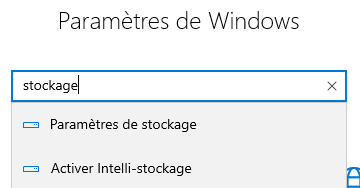 Paramètres de Windows
stockage
Paramètres de stockage
Activer Intelli-stockage